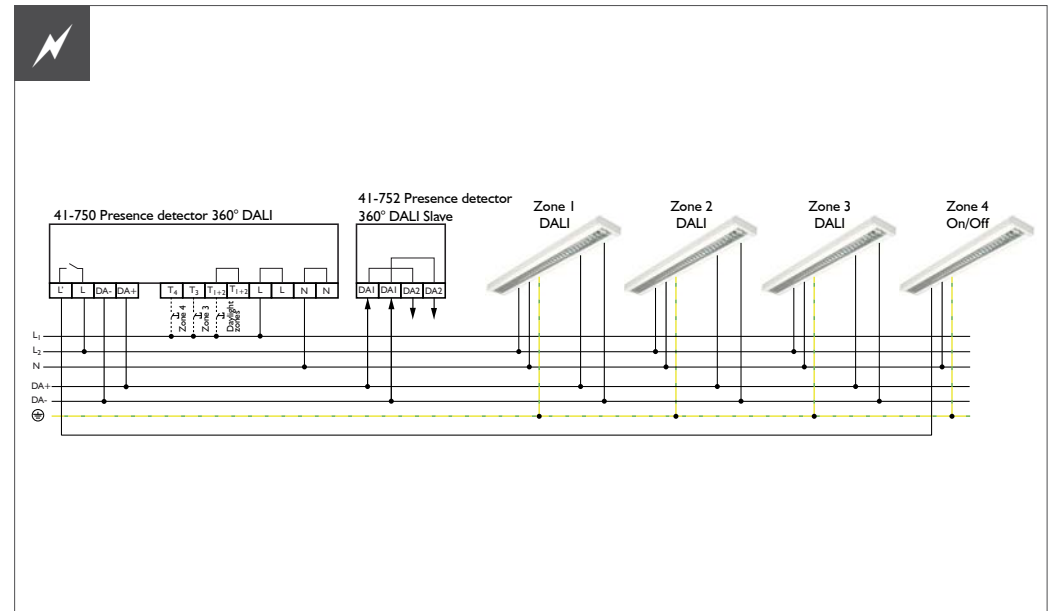 41-750 Presence detector 360° DALI
L' L DA- DA+ T4 T3 T1+2 T1+2 L L N N
Zone 4
Zone 3
Daylight
zones
41-752 Presence detector
360° DALI Slave
DA1 DA1 DA2 DA2
Zone 1
DALI
Zone 2
DALI
Zone 3
DALI
Zone 4
On/Off
L1
L2
N
DA+
DA-